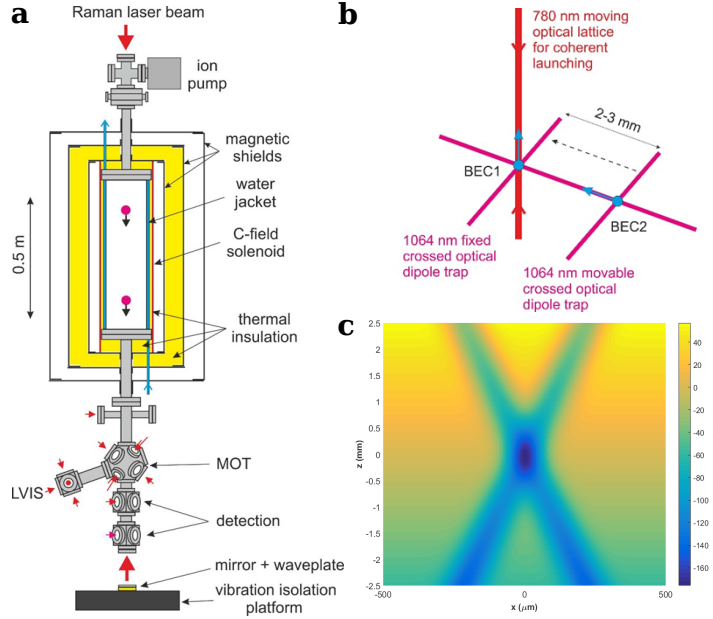 a
Raman laser beam
ion
pump
magnetic
shields
water
jacket
C-field
solenoid
0.5 m
thermal
insulation
MOT
LVIS
detection
mirror + waveplate
vibration isolation
platform
b
780 nm moving
optical lattice
for coherent
launching
2-3 mm
BEC1
BEC2
1064 nm fixed
crossed optical
dipole trap
1064 nm movable
crossed optical
dipole trap
c
2.5
2
1.5
1
0.5
0
-0.5
-1
-1.5
-2
-2.5
z (mm)
-500
0
500
x (μm)
40
20
0
-20
-40
-60
-80
-100
-120
-140
-160